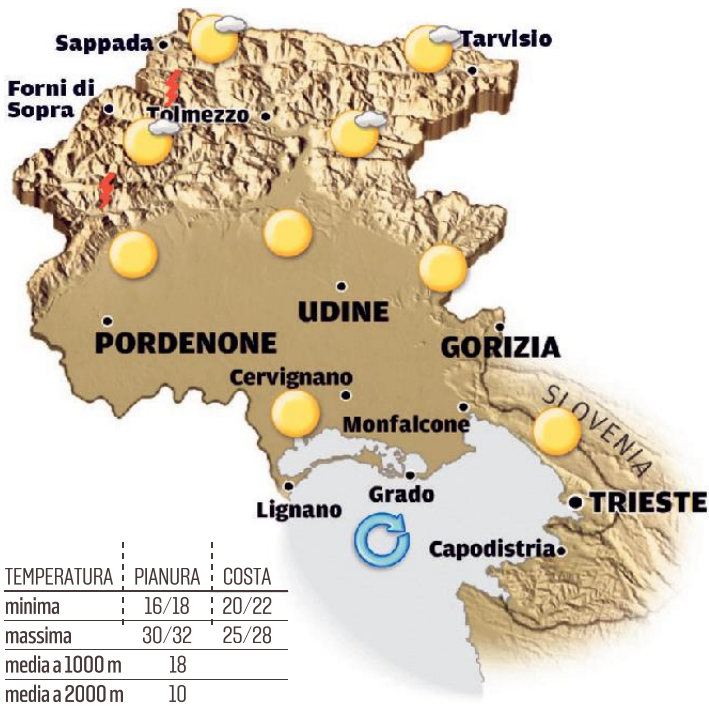 Sappada
Tarvisio
Forni di
Sopra
Tolmezzo
UDINE
PORDENONE
GORIZIA
Cervignano
SLOVENIA
Monfalcone
Grado
Lignano
TRIESTE
Capodistria
TEMPERATURA PIANURA COSTA
minima 16/18 20/22
massima 30/32 25/28
media a 1000 m 18
media a 2000 m 10